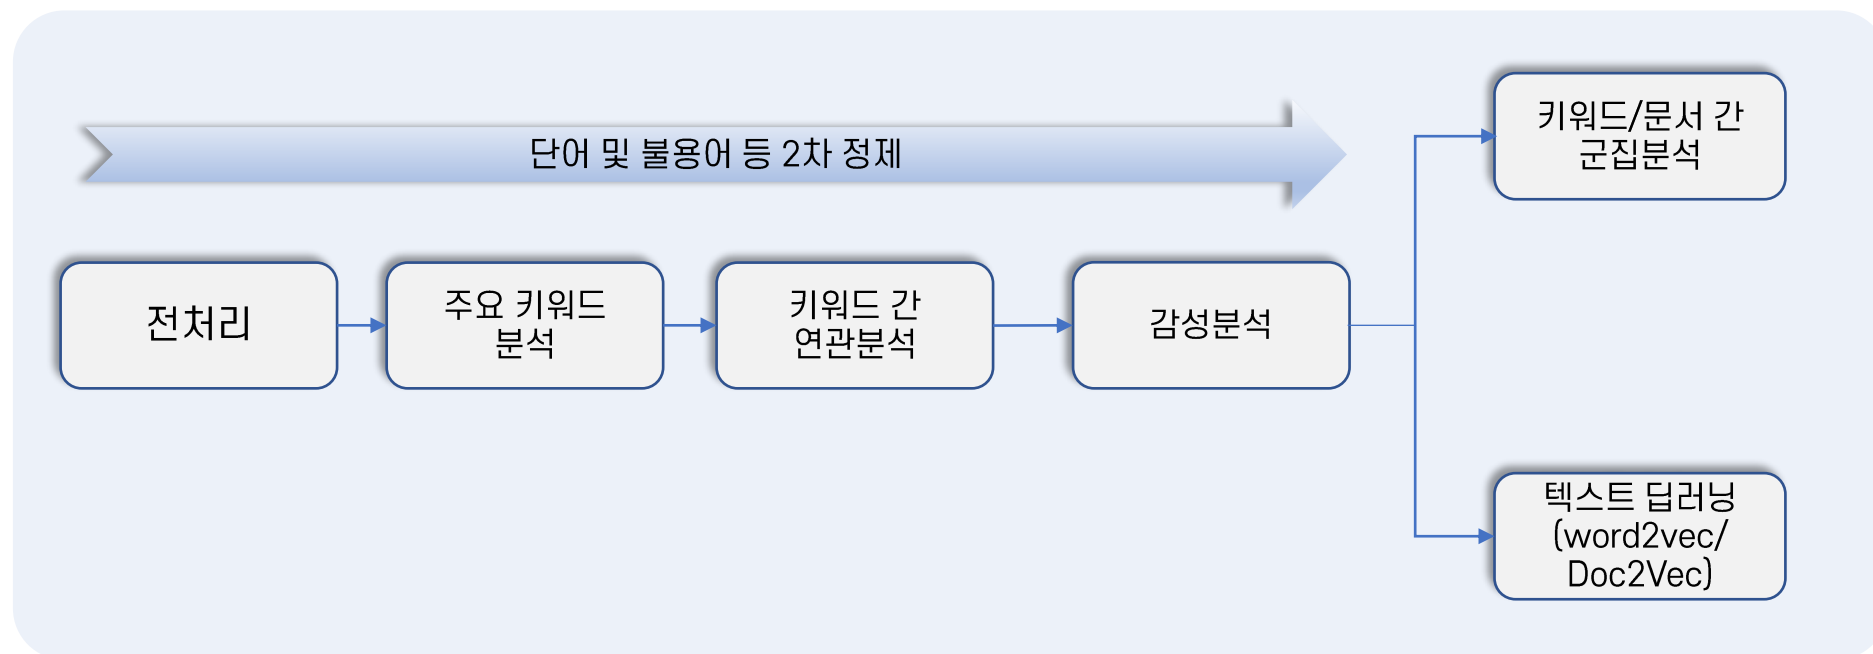 단어 및 불용어 등 2차 정제
전처리
주요 키워드
분석
키워드 간
연관분석
감성분석
키워드/문서 간
군집분석
텍스트 딥러닝
(word2vec/
Doc2Vec)